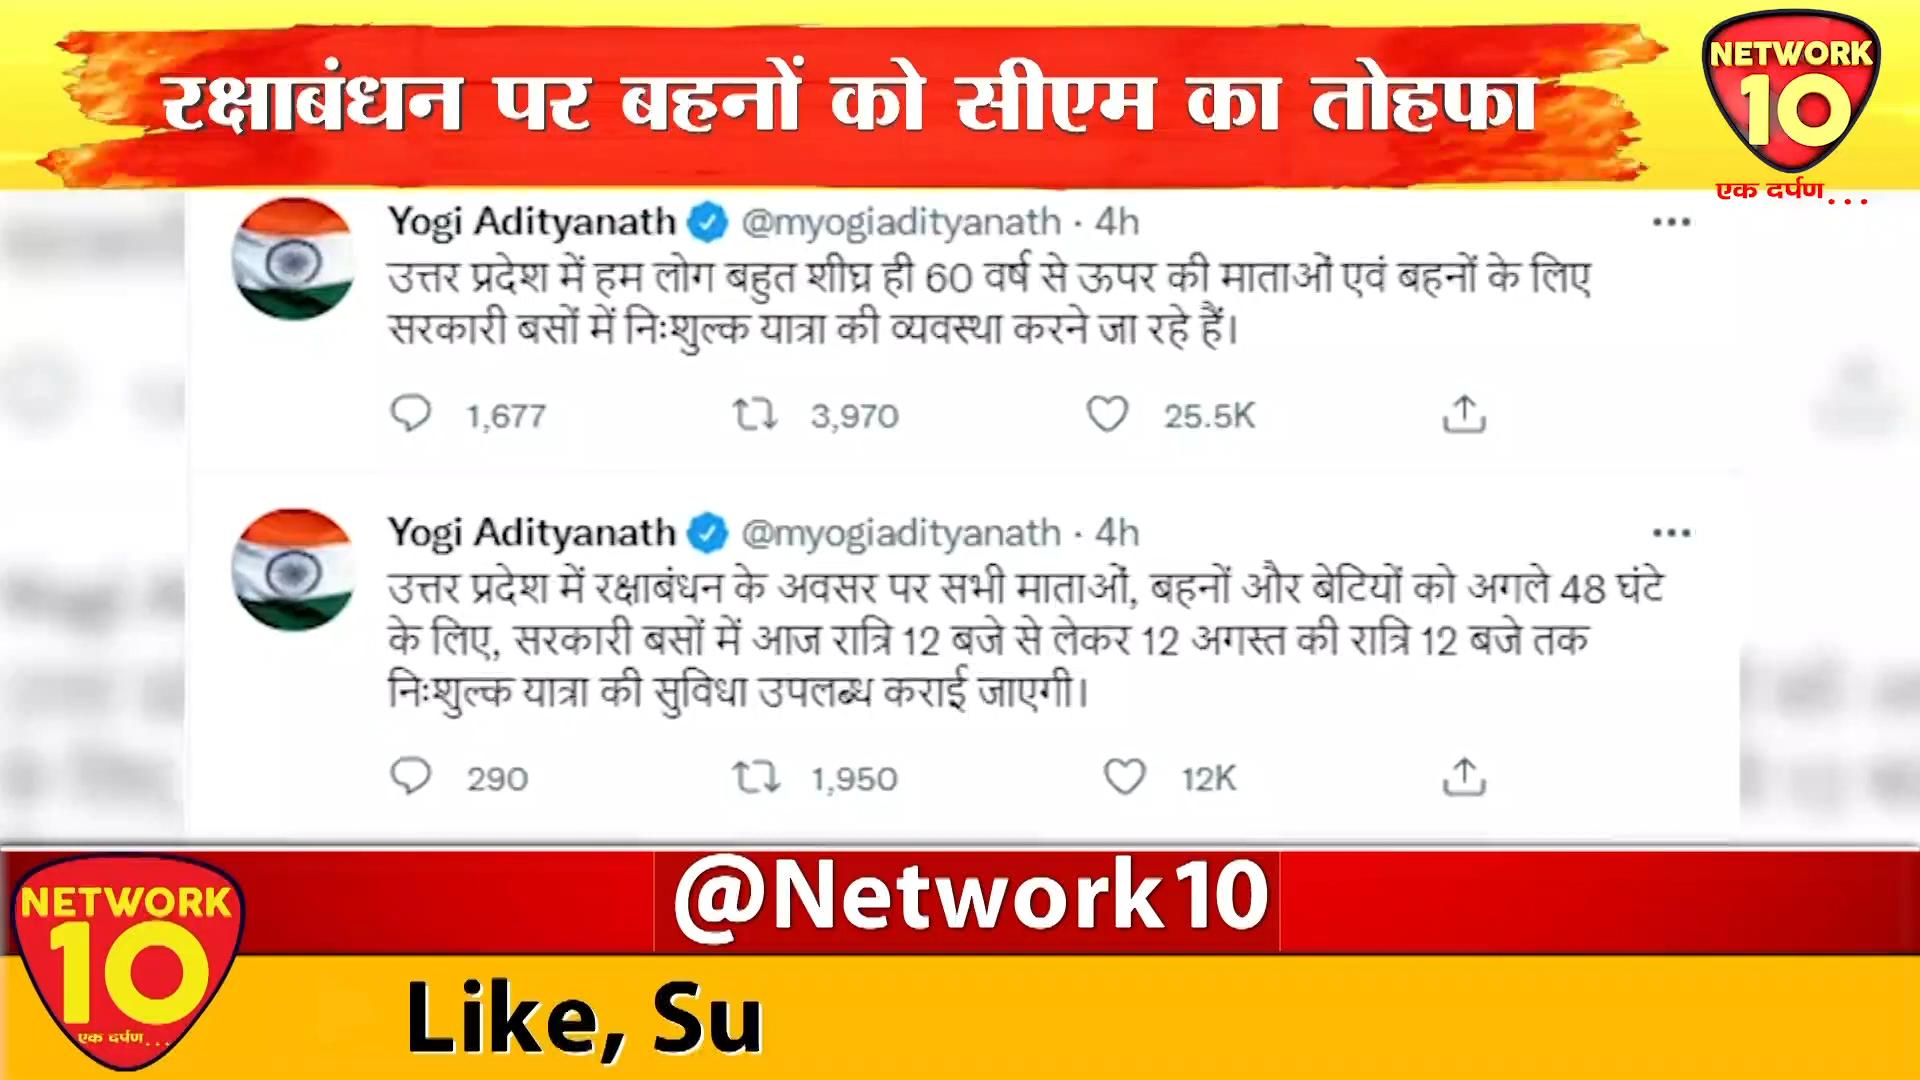 रक्षाबंधन पर बहनों को सीएम का तोहफा
NETWORK
10
एक दर्पण...
Yogi Adityanath @myogiadityanath · 4h
उत्तर प्रदेश में हम लोग बहुत शीघ्र ही 60 वर्ष से ऊपर की माताओं एवं बहनों के लिए
सरकारी बसों में निःशुल्क यात्रा की व्यवस्था करने जा रहे हैं।
1,677 3,970 25.5K
Yogi Adityanath @myogiadityanath · 4h
उत्तर प्रदेश में रक्षाबंधन के अवसर पर सभी माताओं, बहनों और बेटियों को अगले 48 घंटे
के लिए, सरकारी बसों में आज रात्रि 12 बजे से लेकर 12 अगस्त की रात्रि 12 बजे तक
निःशुल्क यात्रा की सुविधा उपलब्ध कराई जाएगी।
290 1,950 12K
@Network10
NETWORK
10
एक दर्पण...
Like, Su